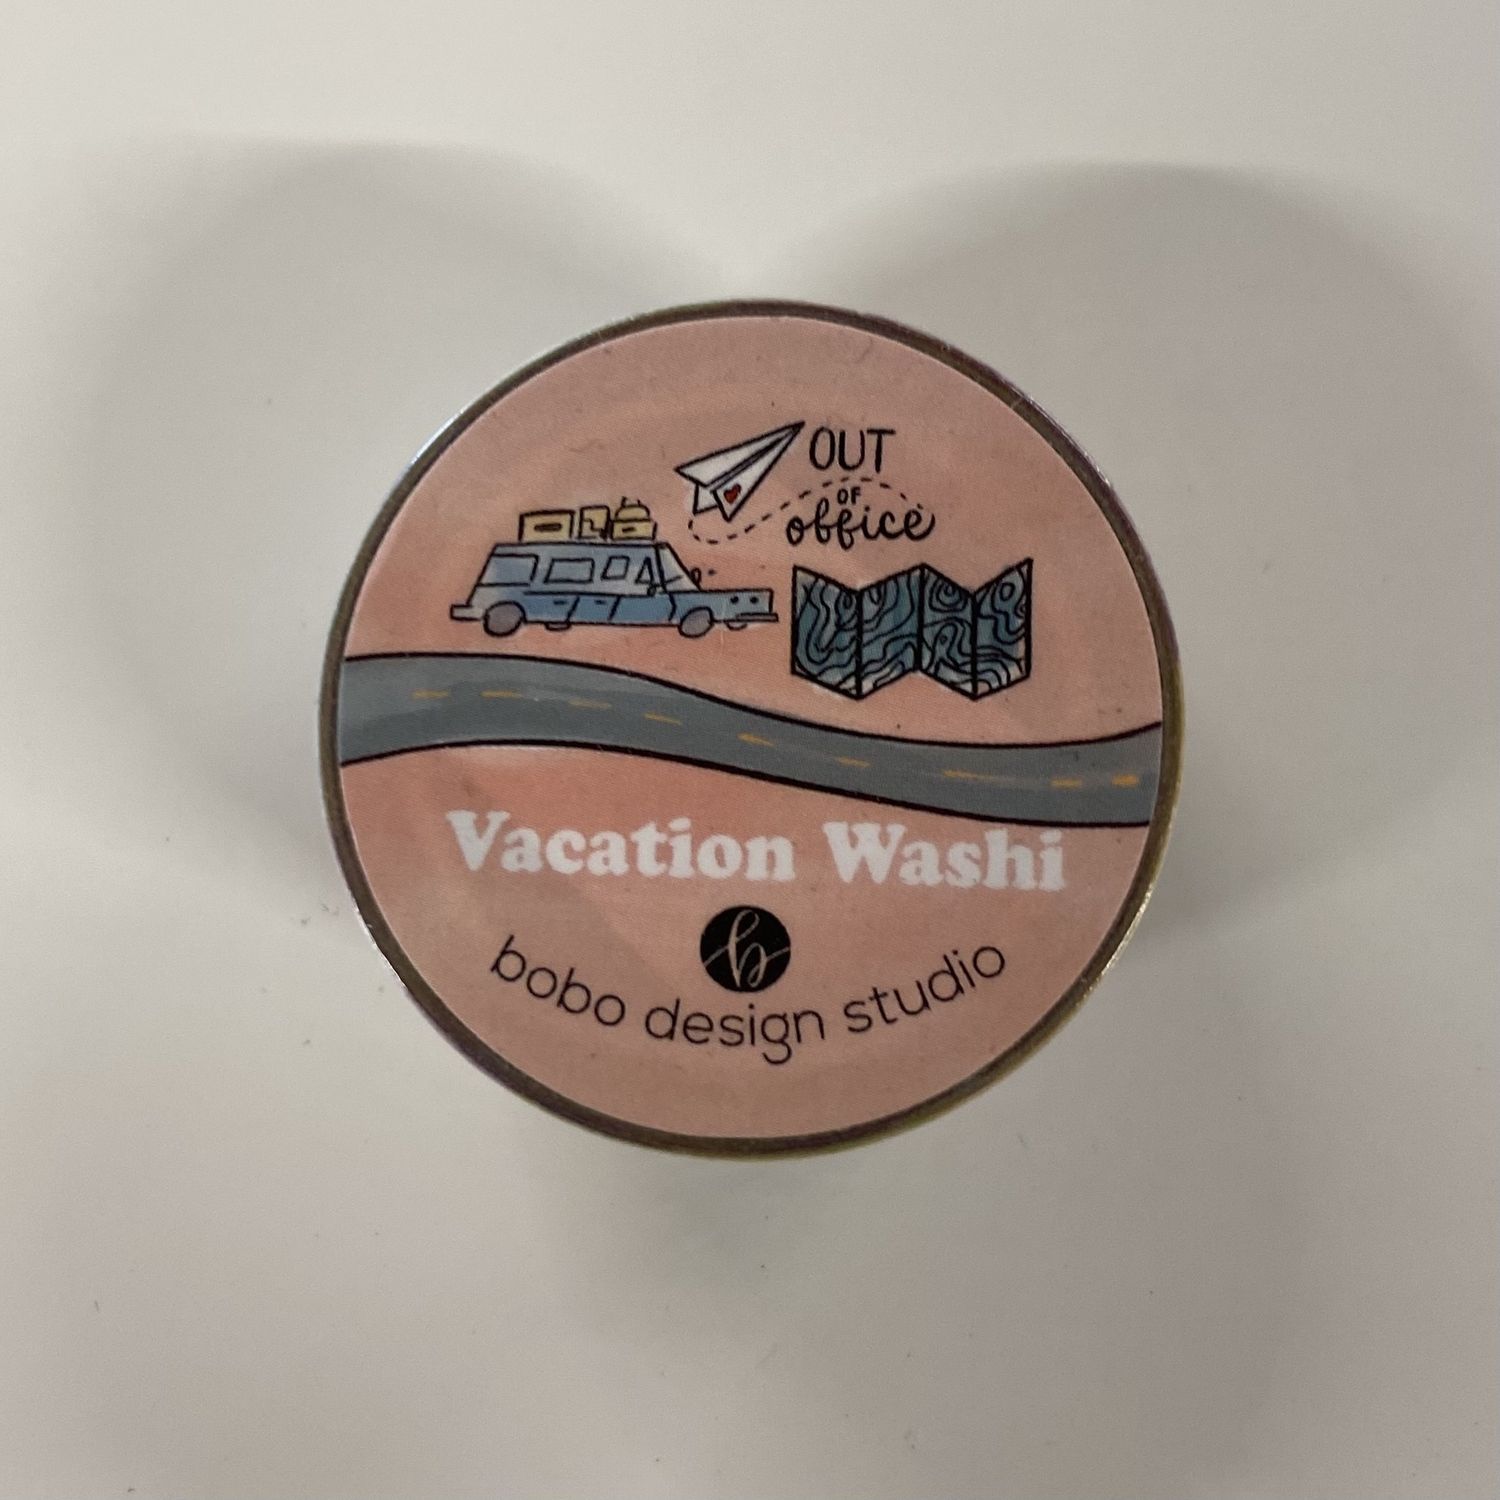 OUT
OF
office
Vacation Washi
b
bobo design studio